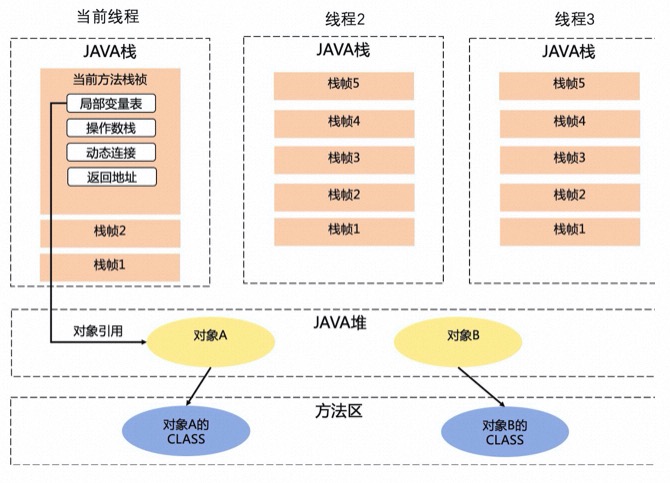 当前线程
线程2
线程3
JAVA栈
JAVA栈
JAVA栈
当前方法栈祯
局部变量表
操作数栈
动态连接
返回地址
栈帧2
栈帧1
栈帧5
栈帧4
栈帧3
栈帧2
栈帧1
栈帧5
栈帧4
栈帧3
栈帧2
栈帧1
JAVA堆
对象引用
对象A
对象B
方法区
对象A的
CLASS
对象B的
CLASS